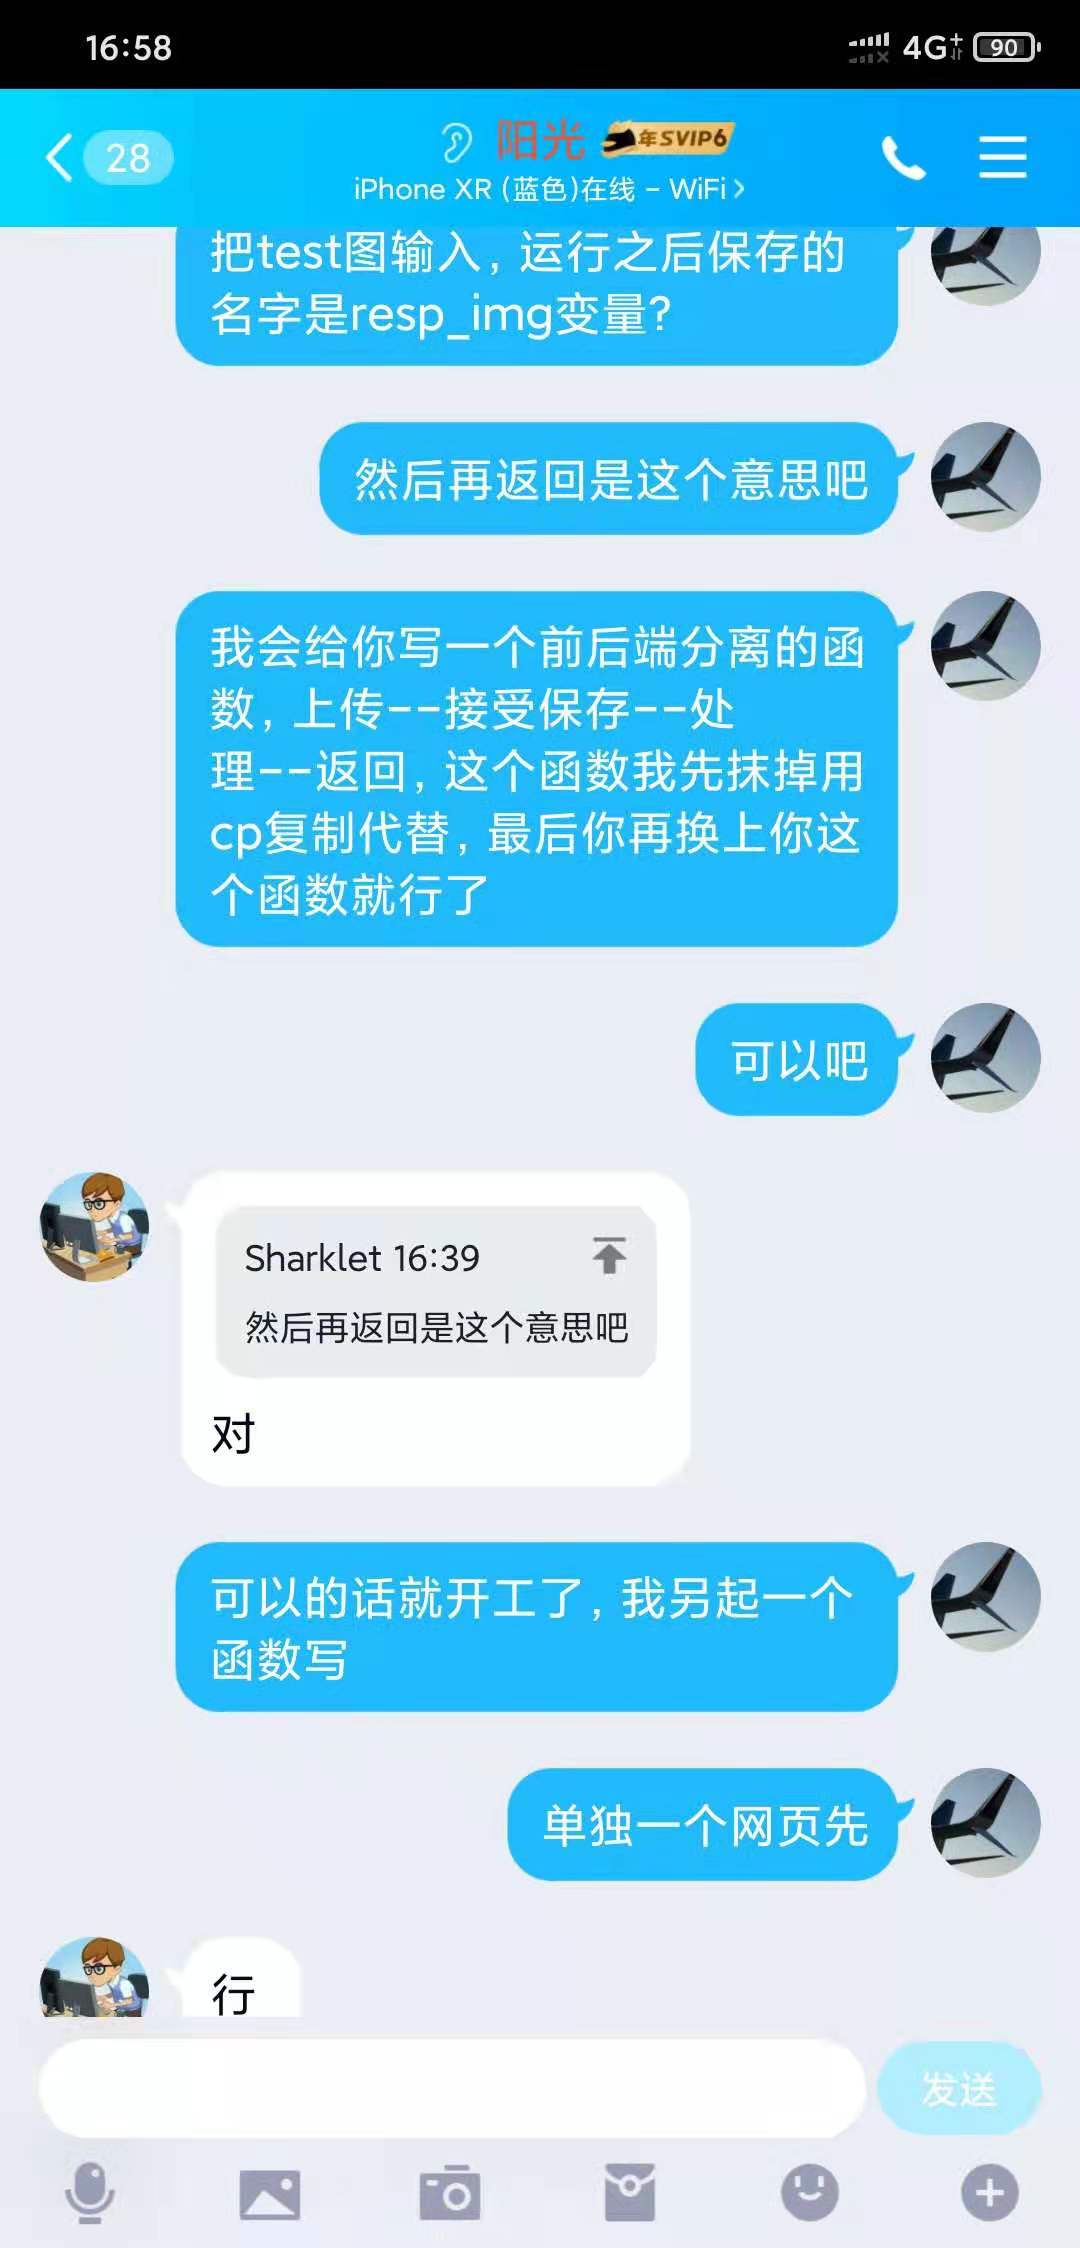 16:58
4G+ 90
28
阳光 年SVIP6
iPhone XR (蓝色)在线 - WiFi
把test图输入, 运行之后保存的
名字是resp_img变量?
然后再返回是这个意思吧
我会给你写一个前后端分离的函
数, 上传--接受保存--处
理--返回, 这个函数我先抹掉用
cp复制代替, 最后你再换上你这
个函数就行了
可以吧
Sharklet 16:39
然后再返回是这个意思吧
对
可以的话就开工了, 我另起一个
函数写
单独一个网页先
行
发送